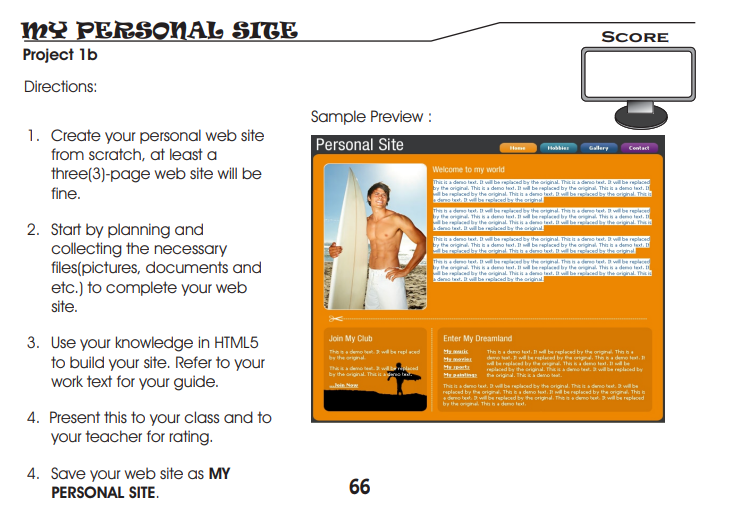 MY PERSONAL SITE
SCORE
Project 1b
Directions:
1. Create your personal web site
from scratch, at least a
three(3)-page web site will be
fine.
2. Start by planning and
collecting the necessary
files(pictures, documents and
etc.) to complete your web
site.
3. Use your knowledge in HTML5
to build your site. Refer to your
work text for your guide.
4. Present this to your class and to
your teacher for rating.
4. Save your web site as MY
PERSONAL SITE.
Sample Preview :
Personal Site
Home Hobbies Gallery Contact
Welcome to my world
This is a demo text. It will be replaced by the original. This is a demo text. It will be replaced
by the original. This is a demo text. It will be replaced by the original. This is a demo text. It
will be replaced by the original. This is a demo text. It will be replaced by the original. This is
a demo text. It will be replaced by the original.
This is a demo text. It will be replaced by the original. This is a demo text. It will be replaced
by the original. This is a demo text. It will be replaced by the original. This is a demo text. It
will be replaced by the original. This is a demo text. It will be replaced by the original. This is
a demo text. It will be replaced by the original.
This is a demo text. It will be replaced by the original. This is a demo text. It will be replaced
by the original. This is a demo text. It will be replaced by the original. This is a demo text. It
will be replaced by the original. This is a demo text. It will be replaced by the original.
This is a demo text. It will be replaced by the original. This is a demo text. It will be replaced
by the original. This is a demo text. It will be replaced by the original. This is a demo text. It
will be replaced by the original. This is a demo text. It will be replaced by the original. This is
a demo text. It will be replaced by the original.
Join My Club
This is a demo text. It will be replaced
by the original.
This is a demo text. It will be replaced
by the original. This is a demo text.
...Join Now
Enter My Dreamland
My music
My movies
My sports
My paintings
This is a demo text. It will be replaced by the original. This is a
demo text. It will be replaced by the original. This is a demo text. It
will be replaced by the original. This is a demo text. It will be replaced by
the original. This is a demo text.
This is a demo text. It will be replaced by the original. This is a demo text. It will be
replaced by the original. This is a demo text. It will be replaced by the original. This is
a demo text. It will be replaced by the original. This is a demo text. It will be replaced
by the original. This is a demo text.
66